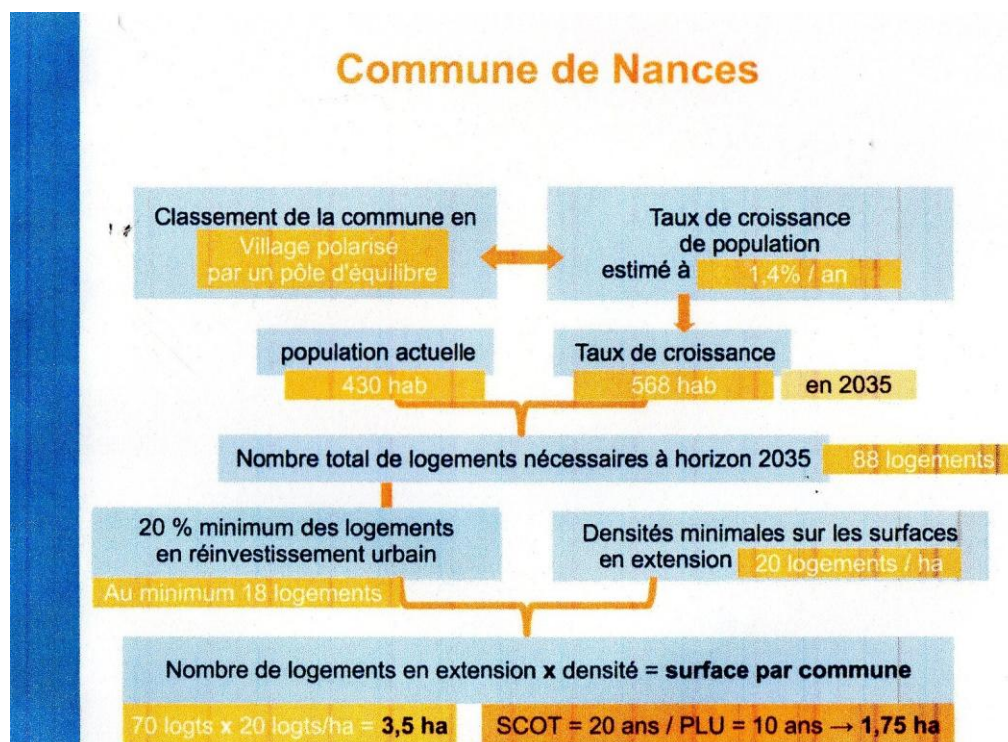 Commune de Nances
Classement de la commune en
Village polarisé
par un pôle d'équilibre
Taux de croissance
de population
estimé à 1,4% / an
population actuelle
430 hab
Taux de croissance
568 hab
en 2035
Nombre total de logements nécessaires à horizon 2035 88 logements
20 % minimum des logements
en réinvestissement urbain
Au minimum 18 logements
Densités minimales sur les surfaces
en extension 20 logements / ha
Nombre de logements en extension x densité = surface par commune
70 logts x 20 logts/ha = 3,5 ha
SCOT = 20 ans / PLU = 10 ans → 1,75 ha